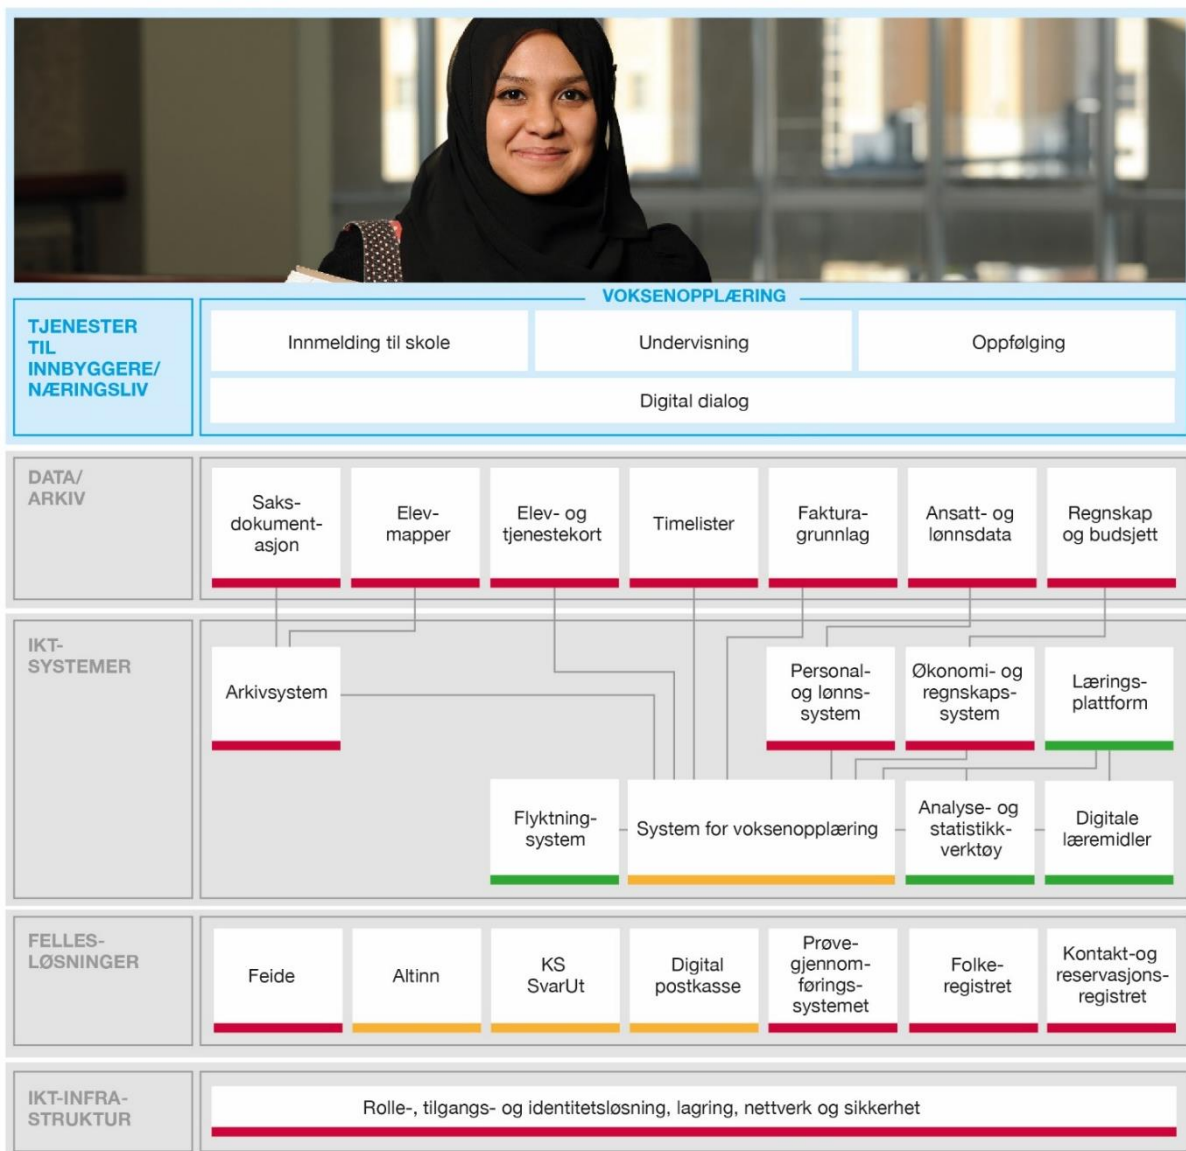 VOKSENOPPLÆRING
TJENESTER
TIL
INNBYGGERE/
NÆRINGSLIV
Innmelding til skole
Undervisning
Oppfølging
Digital dialog
DATA/
ARKIV
Saks-
dokument-
asjon
Elev-
mapper
Elev- og
tjenestekort
Timelister
Faktura-
grunnlag
Ansatt- og
lønnsdata
Regnskap
og budsjett
IKT-
SYSTEMER
Arkivsystem
Personal-
og lønns-
system
Økonomi- og
regnskaps-
system
Lærings-
plattform
Flyktning-
system
System for voksenopplæring
Analyse- og
statistikk-
verktøy
Digitale
læremidler
FELLES-
LØSNINGER
Feide
Altinn
KS
SvarUt
Digital
postkasse
Prøve-
gjennom-
førings-
systemet
Folke-
registret
Kontakt-og
reservasjons-
registret
IKT-INFRA-
STRUKTUR
Rolle-, tilgangs- og identitetsløsning, lagring, nettverk og sikkerhet